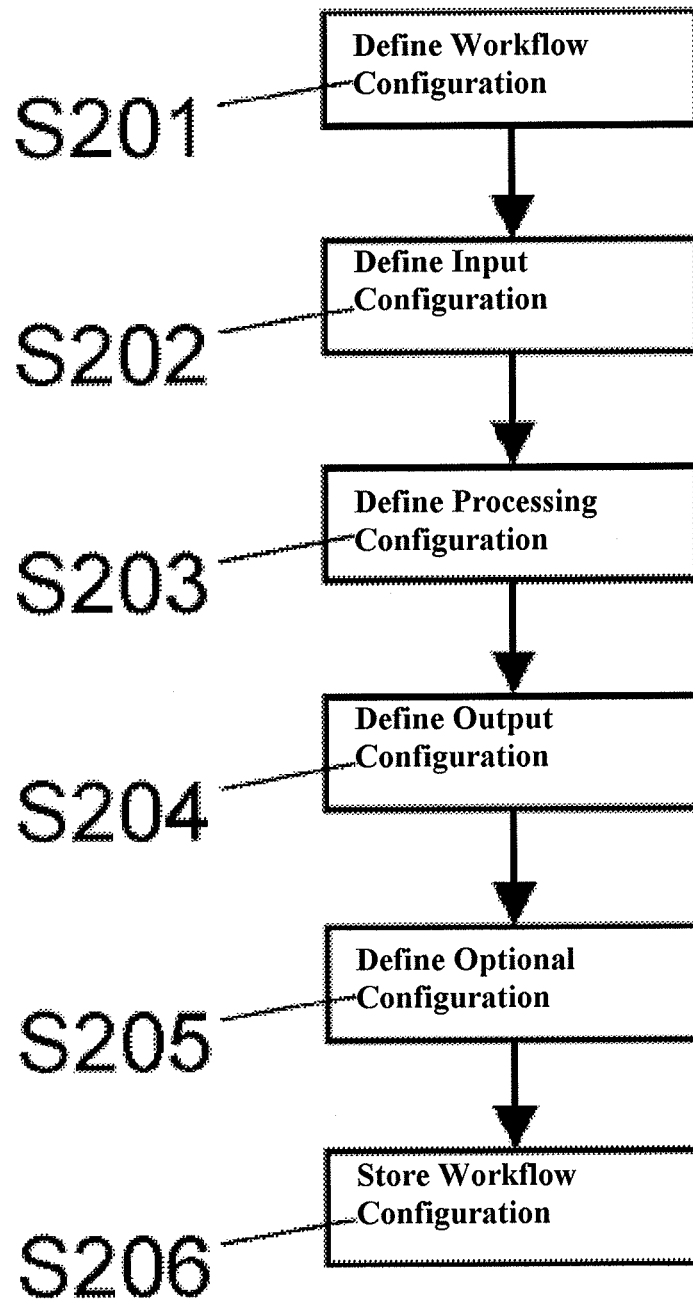 Define Workflow
Configuration
S201
Define Input
Configuration
S202
Define Processing
Configuration
S203
Define Output
Configuration
S204
Define Optional
Configuration
S205
Store Workflow
Configuration
S206